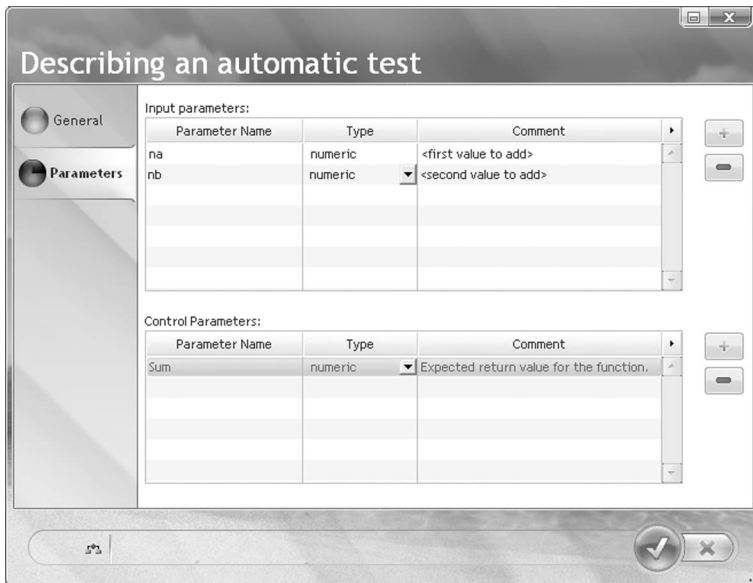 Describing an automatic test
General
Parameters
Input parameters:
Parameter Name Type Comment
na numeric <first value to add>
nb numeric <second value to add>
Control Parameters:
Parameter Name Type Comment
Sum numeric Expected return value for the function.